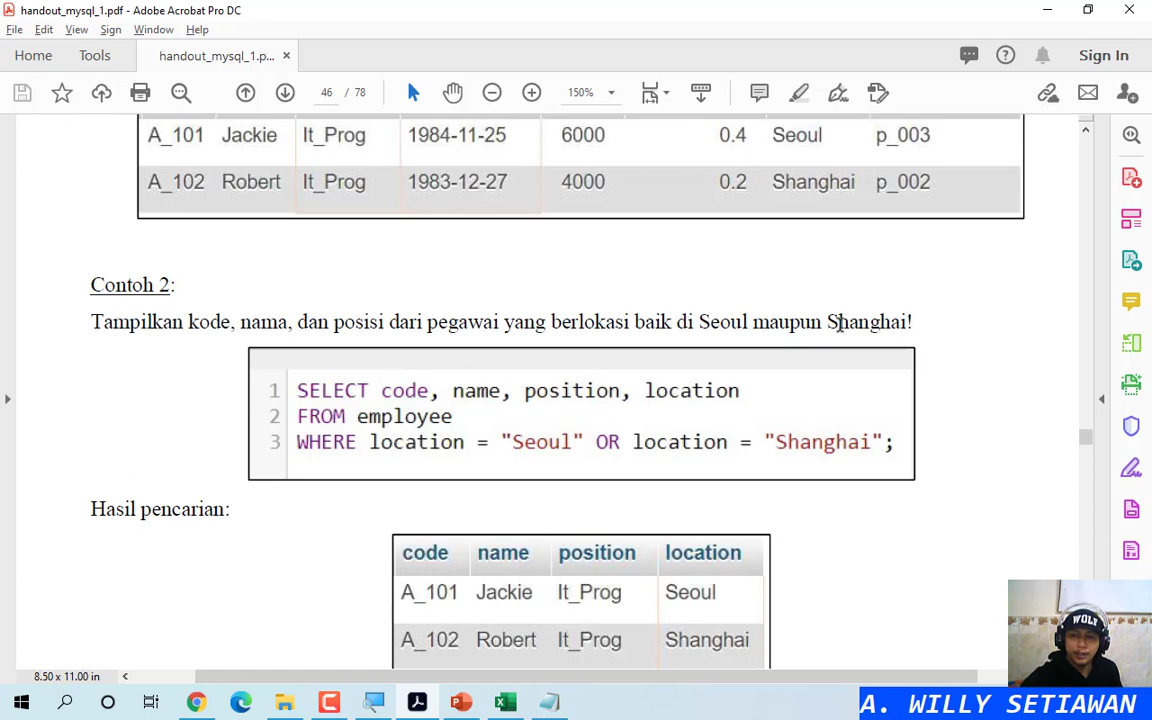 handout_mysql_1.pdf - Adobe Acrobat Pro DC
File Edit View Sign Window Help
Home Tools handout_mysql_1.p... × Sign In
46 / 78 150%
A_101 Jackie It_Prog 1984-11-25 6000 0.4 Seoul p_003
A_102 Robert It_Prog 1983-12-27 4000 0.2 Shanghai p_002
Contoh 2:
Tampilkan kode, nama, dan posisi dari pegawai yang berlokasi baik di Seoul maupun Shanghai!
1 SELECT code, name, position, location
2 FROM employee
3 WHERE location = "Seoul" OR location = "Shanghai";
Hasil pencarian:
code name position location
A_101 Jackie It_Prog Seoul
A_102 Robert It_Prog Shanghai
WOLF
8.50 x 11.00 in
A. WILLY SETIAWAN